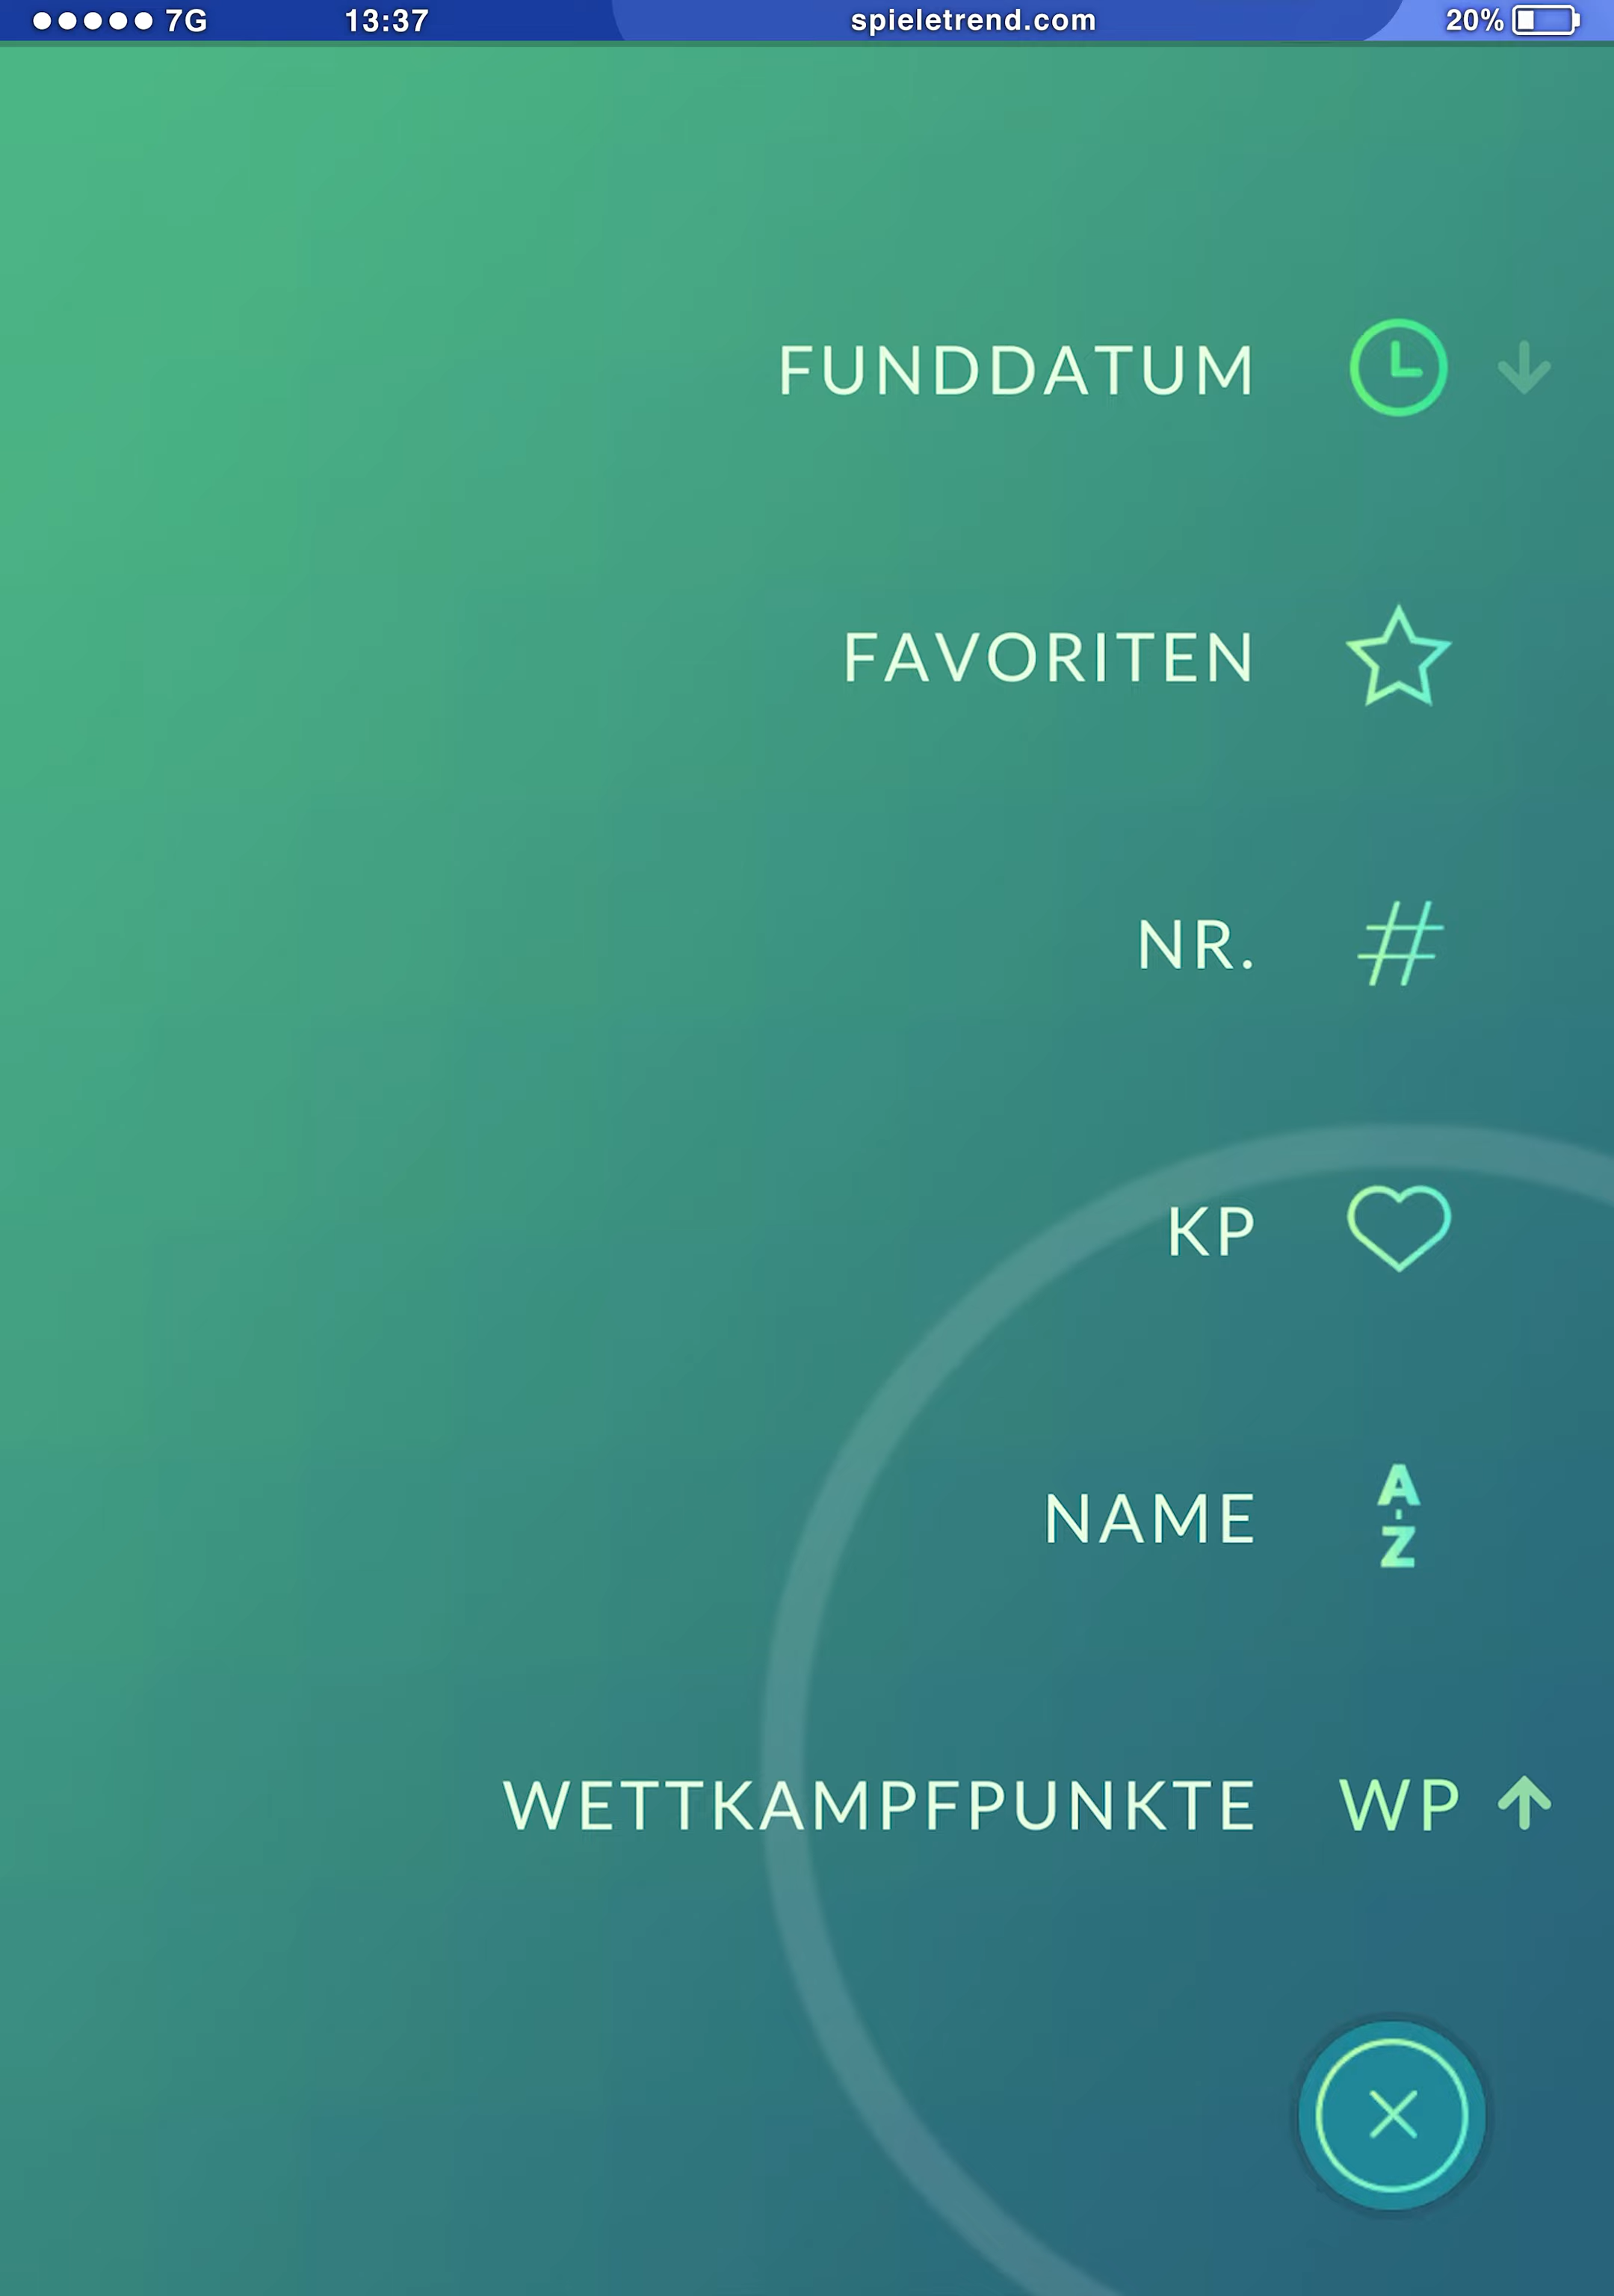 7G 13:37 spieletrend.com 20%
FUNDDATUM
FAVORITEN
NR. #
KP
NAME A-Z
WETTKAMPFPUNKTE WP